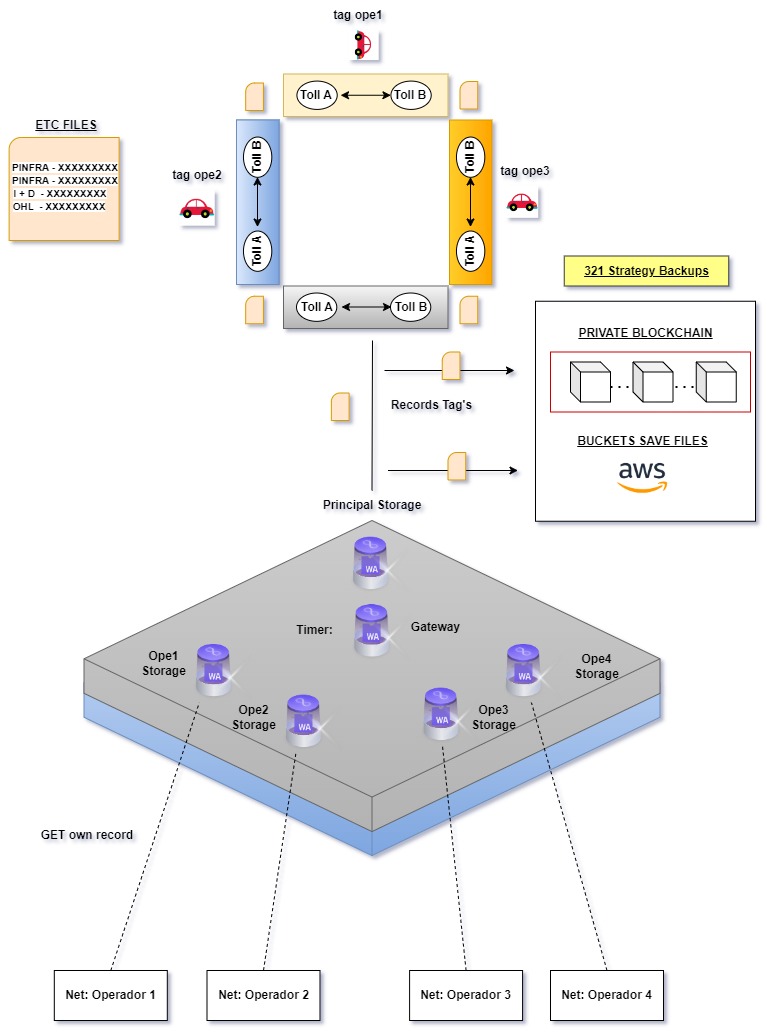 tag ope1
Toll A
Toll B
ETC FILES
PINFRA - XXXXXXXXX
PINFRA - XXXXXXXXX
I + D - XXXXXXXXX
OHL - XXXXXXXXX
tag ope2
Toll B
Toll A
Toll B
Toll A
tag ope3
Toll A
Toll B
321 Strategy Backups
PRIVATE BLOCKCHAIN
...
...
Records Tag's
BUCKETS SAVE FILES
aws
Principal Storage
WA
Timer:
WA
Gateway
Ope1
Storage
WA
Ope2
Storage
WA
WA
Ope3
Storage
WA
Ope4
Storage
GET own record
Net: Operador 1
Net: Operador 2
Net: Operador 3
Net: Operador 4